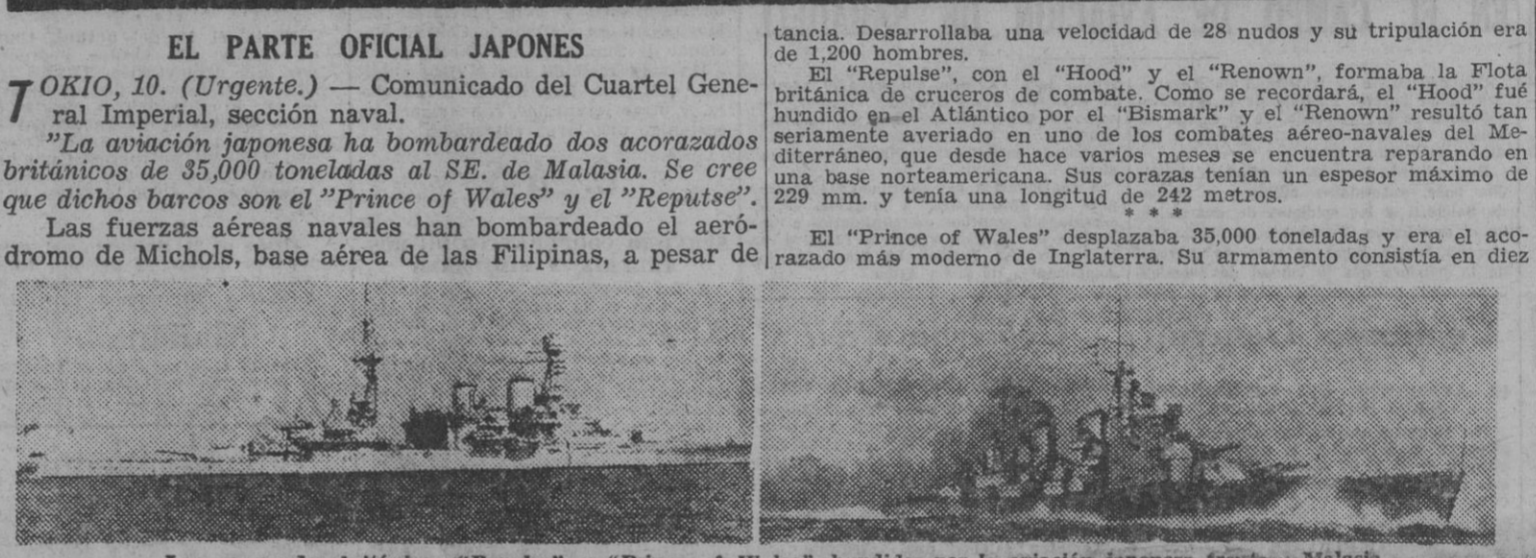 EL PARTE OFICIAL JAPONES
TOKIO, 10. (Urgente.) — Comunicado del Cuartel Gene-
ral Imperial, sección naval.
"La aviación japonesa ha bombardeado dos acorazados
británicos de 35,000 toneladas al SE. de Malasia. Se cree
que dichos barcos son el "Prince of Wales" y el "Reputse".
Las fuerzas aéreas navales han bombardeado el aeró-
dromo de Michols, base aérea de las Filipinas, a pesar de
tancia. Desarrollaba una velocidad de 28 nudos y su tripulación era
de 1,200 hombres.
El "Repulse", con el "Hood" y el "Renown", formaba la Flota
británica de cruceros de combate. Como se recordará, el "Hood" fué
hundido en el Atlántico por el "Bismark" y el "Renown" resultó tan
seriamente averiado en uno de los combates aéreo-navales del Me-
diterráneo, que desde hace varios meses se encuentra reparando en
una base norteamericana. Sus corazas tenían un espesor máximo de
229 mm. y tenía una longitud de 242 metros.
* * *
El "Prince of Wales" desplazaba 35,000 toneladas y era el aco-
razado más moderno de Inglaterra. Su armamento consistía en diez